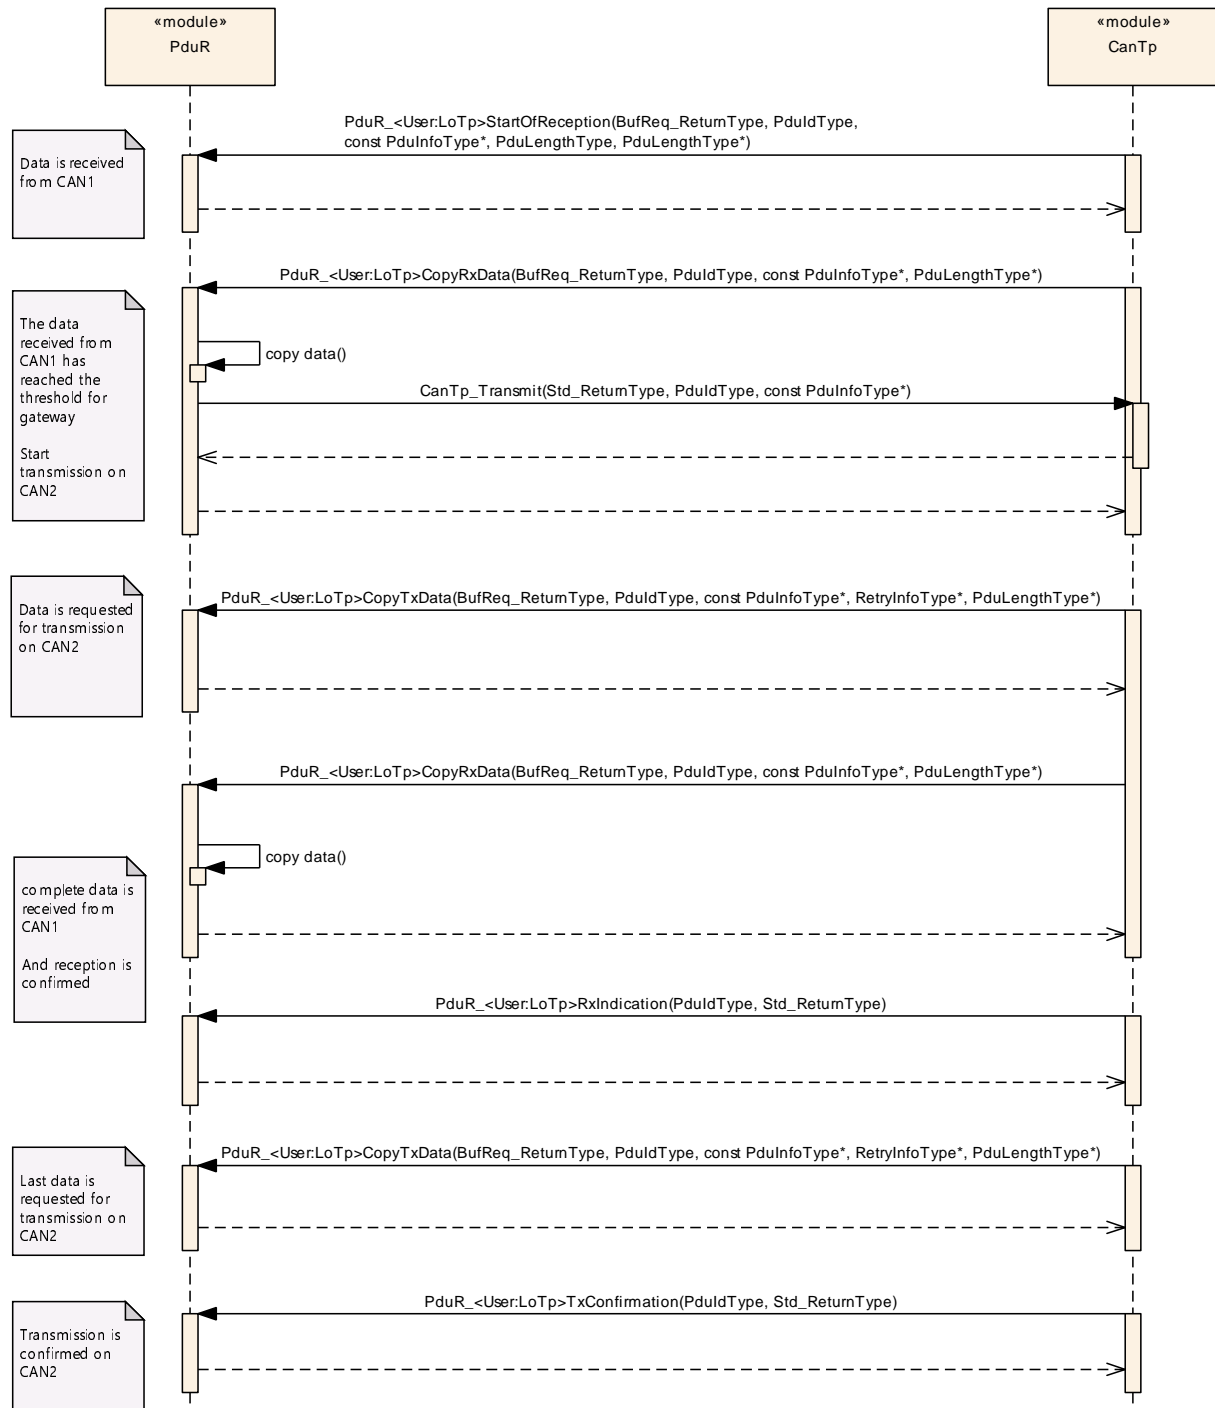 «module»
PduR
«module»
CanTp
PduR_<User:LoTp>StartOfReception(BufReq_ReturnType, PduIdType,
const PduInfoType*, PduLengthType, PduLengthType*)
Data is received
from CAN1
PduR_<User:LoTp>CopyRxData(BufReq_ReturnType, PduIdType, const PduInfoType*, PduLengthType*)
The data
received from
CAN1 has
reached the
threshold for
gateway
Start
transmission on
CAN2
copy data()
CanTp_Transmit(Std_ReturnType, PduIdType, const PduInfoType*)
PduR_<User:LoTp>CopyTxData(BufReq_ReturnType, PduIdType, const PduInfoType*, RetryInfoType*, PduLengthType*)
Data is requested
for transmission
on CAN2
PduR_<User:LoTp>CopyRxData(BufReq_ReturnType, PduIdType, const PduInfoType*, PduLengthType*)
copy data()
complete data is
received from
CAN1
And reception is
confirmed
PduR_<User:LoTp>RxIndication(PduIdType, Std_ReturnType)
PduR_<User:LoTp>CopyTxData(BufReq_ReturnType, PduIdType, const PduInfoType*, RetryInfoType*, PduLengthType*)
Last data is
requested for
transmission on
CAN2
PduR_<User:LoTp>TxConfirmation(PduIdType, Std_ReturnType)
Transmission is
confirmed on
CAN2